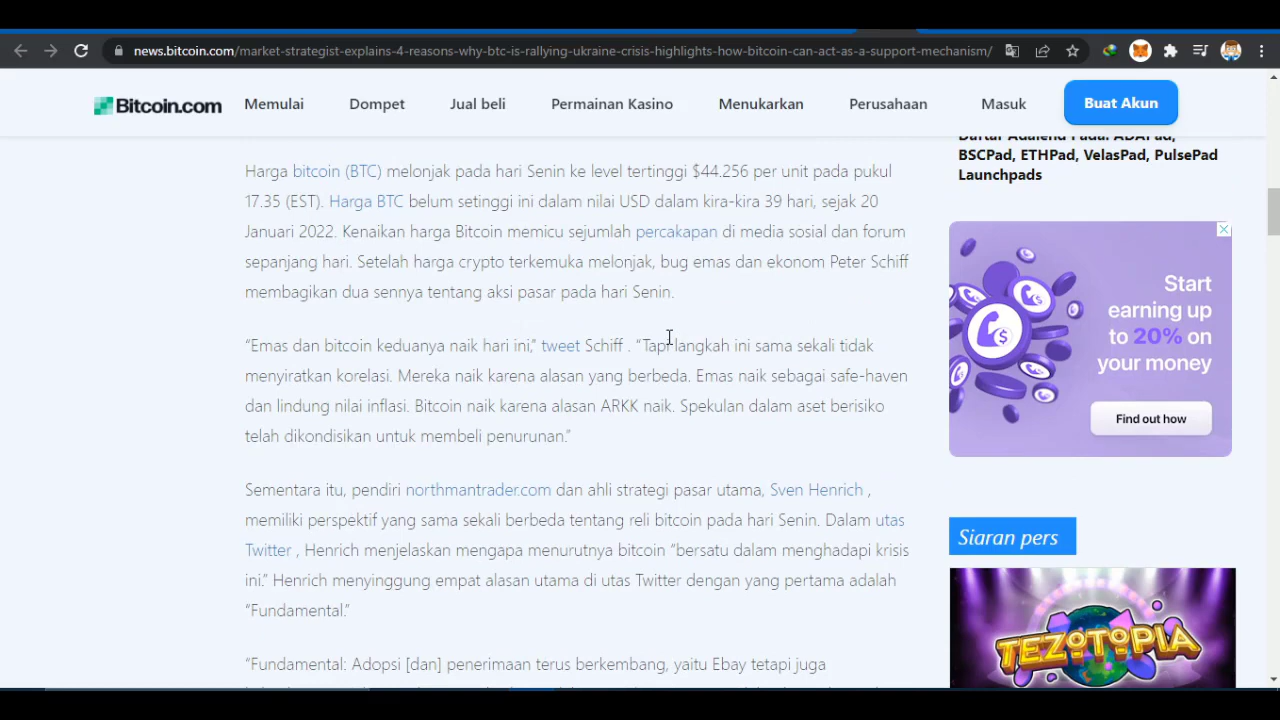 news.bitcoin.com/market-strategist-explains-4-reasons-why-btc-is-rallying-ukraine-crisis-highlights-how-bitcoin-can-act-as-a-support-mechanism/
Bitcoin.com
Memulai
Dompet
Jual beli
Permainan Kasino
Menukarkan
Perusahaan
Masuk
Buat Akun
Harga bitcoin (BTC) melonjak pada hari Senin ke level tertinggi $44.256 per unit pada pukul
17.35 (EST). Harga BTC belum setinggi ini dalam nilai USD dalam kira-kira 39 hari, sejak 20
Januari 2022. Kenaikan harga Bitcoin memicu sejumlah percakapan di media sosial dan forum
sepanjang hari. Setelah harga crypto terkemuka melonjak, bug emas dan ekonom Peter Schiff
membagikan dua sennya tentang aksi pasar pada hari Senin.
“Emas dan bitcoin keduanya naik hari ini,” tweet Schiff . “Tapi langkah ini sama sekali tidak
menyiratkan korelasi. Mereka naik karena alasan yang berbeda. Emas naik sebagai safe-haven
dan lindung nilai inflasi. Bitcoin naik karena alasan ARKK naik. Spekulan dalam aset berisiko
telah dikondisikan untuk membeli penurunan.”
Sementara itu, pendiri northmantrader.com dan ahli strategi pasar utama, Sven Henrich ,
memiliki perspektif yang sama sekali berbeda tentang reli bitcoin pada hari Senin. Dalam utas
Twitter , Henrich menjelaskan mengapa menurutnya bitcoin “bersatu dalam menghadapi krisis
ini.” Henrich menyinggung empat alasan utama di utas Twitter dengan yang pertama adalah
“Fundamental.”
“Fundamental: Adopsi [dan] penerimaan terus berkembang, yaitu Ebay tetapi juga
Daftar Adalend Pada: ADAPad,
BSCPad, ETHPad, VelasPad, PulsePad
Launchpads
Start
earning up
to 20% on
your money
Find out how
Siaran pers
TEZOTOPIA